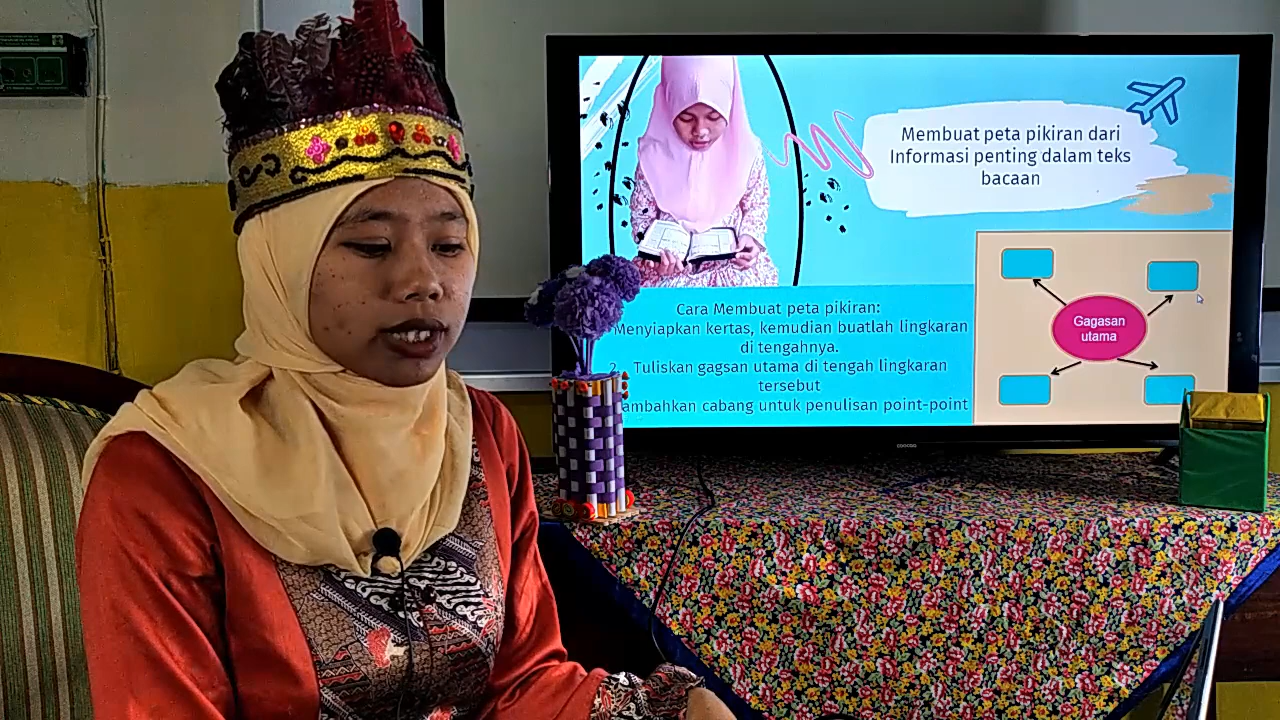 Membuat peta pikiran dari
Informasi penting dalam teks
bacaan
Cara Membuat peta pikiran:
Menyiapkan kertas, kemudian buatlah lingkaran
di tengahnya.
2. Tuliskan gagsan utama di tengah lingkaran
tersebut
ambahkan cabang untuk penulisan point-point
Gagasan
utama
coocaa